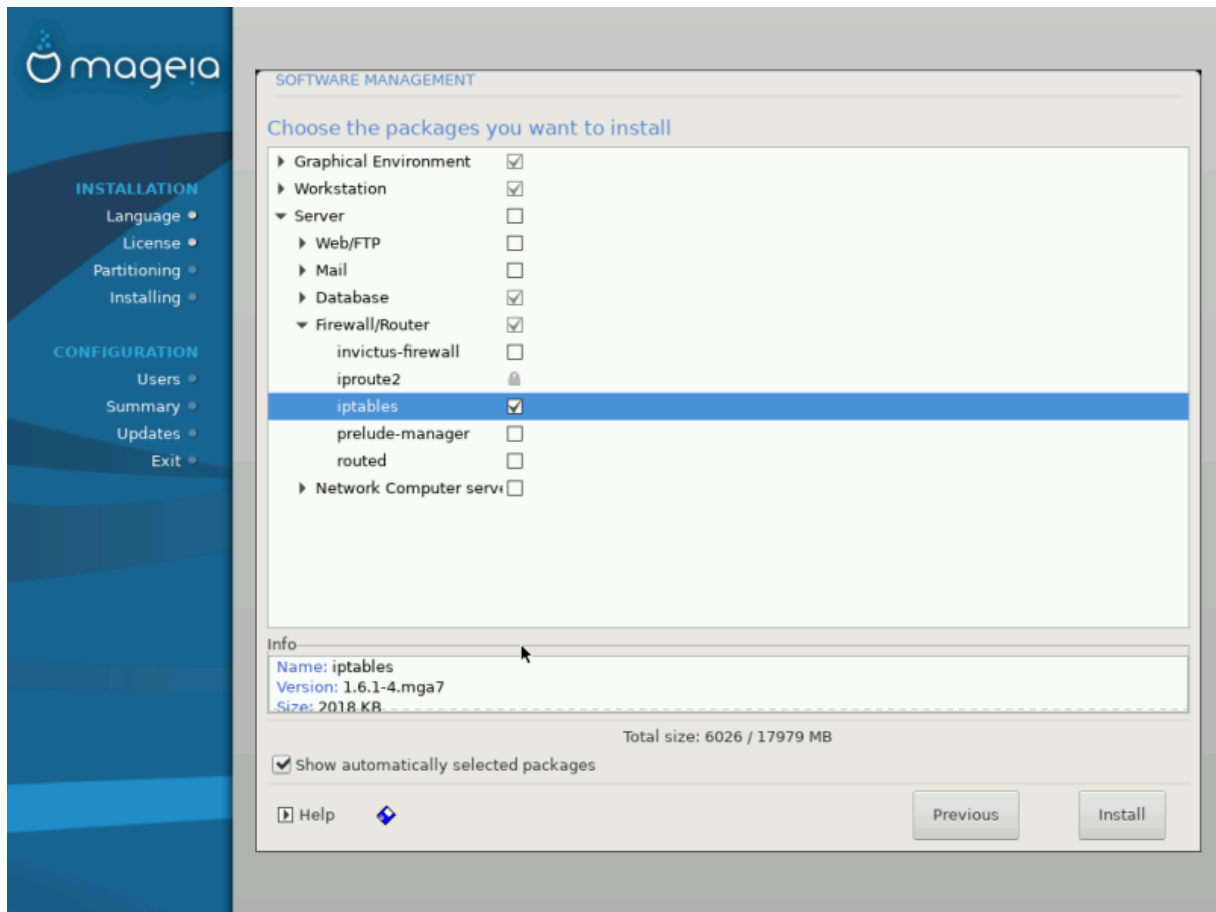 mageia
INSTALLATION
Language
License
Partitioning
Installing
CONFIGURATION
Users
Summary
Updates
Exit
SOFTWARE MANAGEMENT
Choose the packages you want to install
Graphical Environment
Workstation
Server
Web/FTP
Mail
Database
Firewall/Router
invictus-firewall
iproute2
iptables
prelude-manager
routed
Network Computer serve
Info
Name: iptables
Version: 1.6.1-4.mga7
Size: 2018 KB
Total size: 6026 / 17979 MB
Show automatically selected packages
Help
Previous
Install